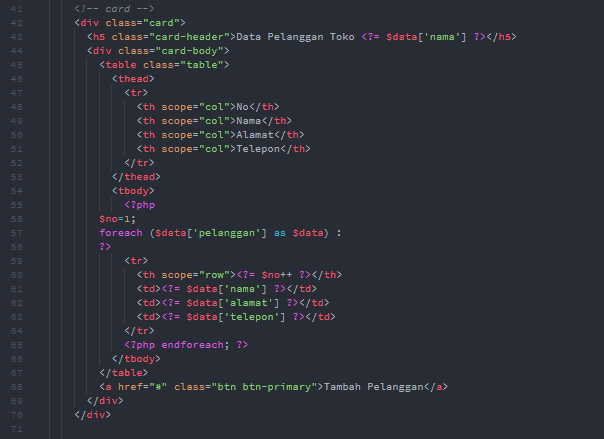 41 <!-- card -->
42 <div class="card">
43 <h5 class="card-header">Data Pelanggan Toko <?= $data['nama'] ?></h5>
44 <div class="card-body">
45 <table class="table">
46 <thead>
47 <tr>
48 <th scope="col">No</th>
49 <th scope="col">Nama</th>
50 <th scope="col">Alamat</th>
51 <th scope="col">Telepon</th>
52 </tr>
53 </thead>
54 <tbody>
55 <?php
56 $no=1;
57 foreach ($data['pelanggan'] as $data) :
58 ?>
59 <tr>
60 <th scope="row"><?= $no++ ?></th>
61 <td><?= $data['nama'] ?></td>
62 <td><?= $data['alamat'] ?></td>
63 <td><?= $data['telepon'] ?></td>
64 </tr>
65 <?php endforeach; ?>
66 </tbody>
67 </table>
68 <a href="#" class="btn btn-primary">Tambah Pelanggan</a>
69 </div>
70 </div>
71